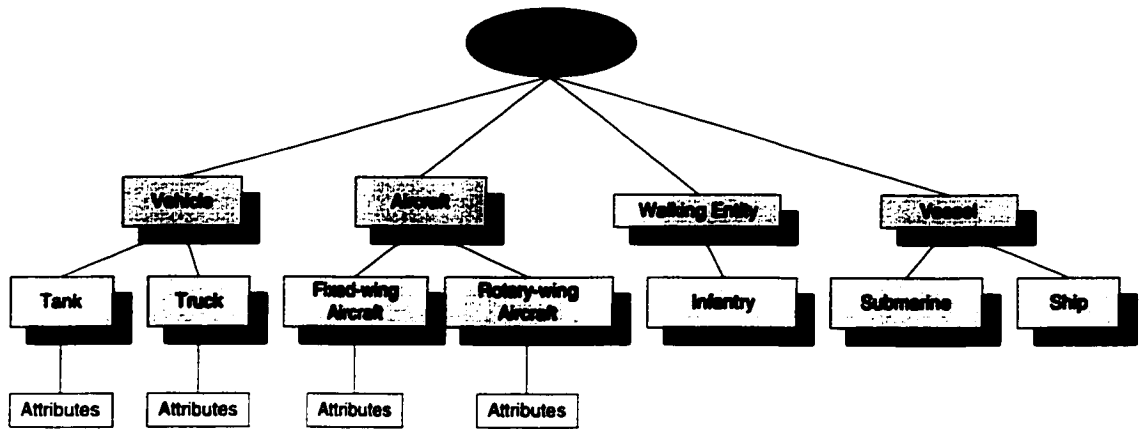 Vehicle
Aircraft
Walking Entity
Vessel
Tank
Truck
Fixed-wing
Aircraft
Rotary-wing
Aircraft
Infantry
Submarine
Ship
Attributes
Attributes
Attributes
Attributes